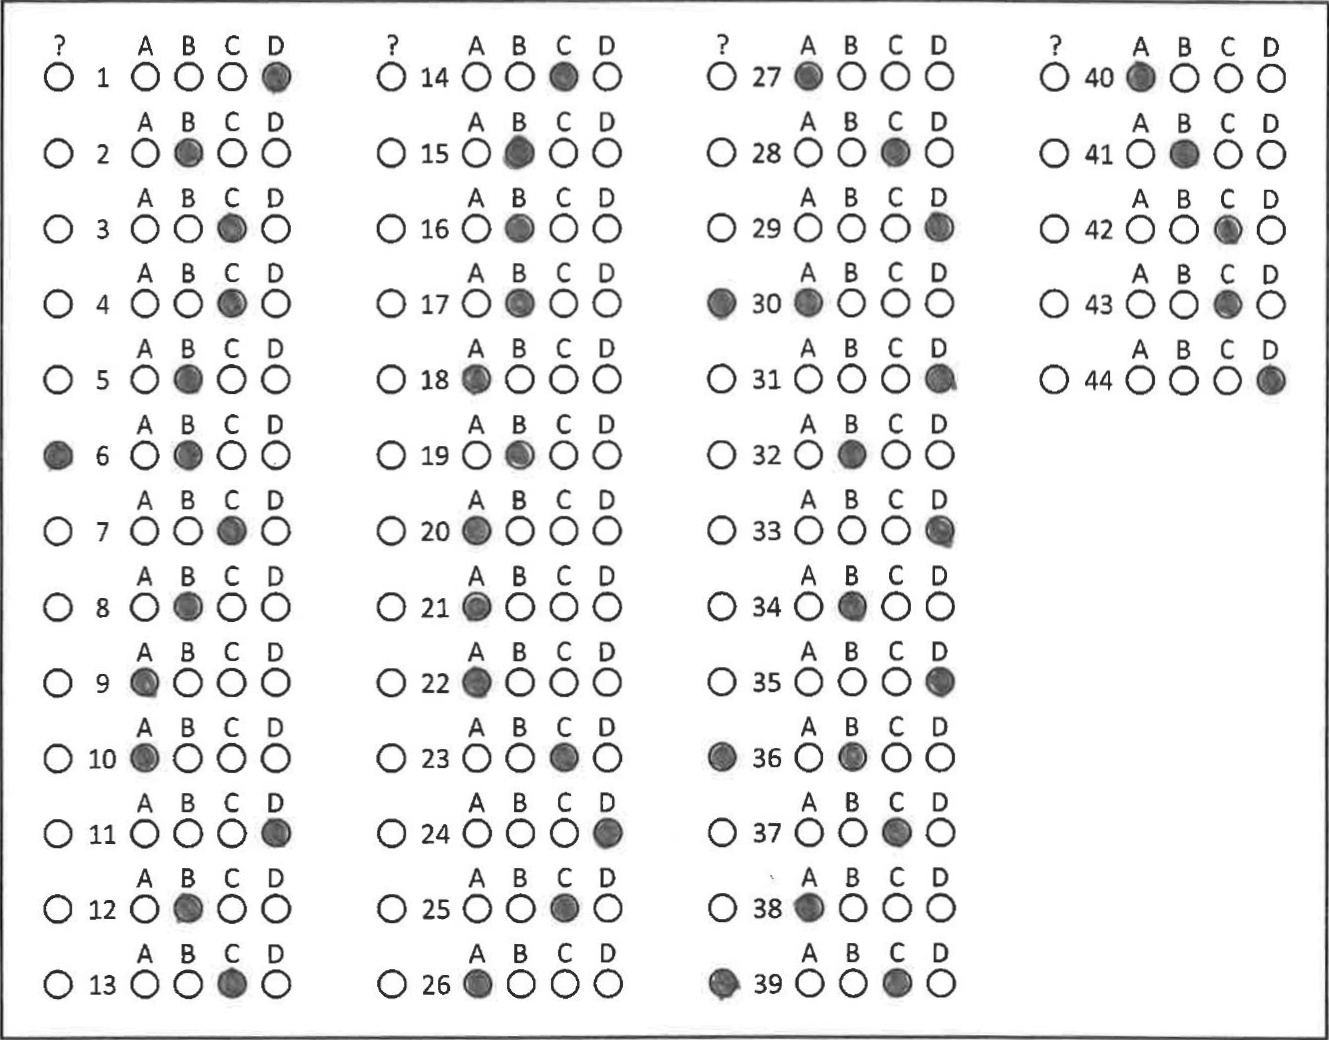 ? A B C D
1
A B C D
2
A B C D
3
A B C D
4
A B C D
5
A B C D
6
A B C D
7
A B C D
8
A B C D
9
A B C D
10
A B C D
11
A B C D
12
A B C D
13
? A B C D
14
A B C D
15
A B C D
16
A B C D
17
A B C D
18
A B C D
19
A B C D
20
A B C D
21
A B C D
22
A B C D
23
A B C D
24
A B C D
25
A B C D
26
? A B C D
27
A B C D
28
A B C D
29
A B C D
30
A B C D
31
A B C D
32
A B C D
33
A B C D
34
A B C D
35
A B C D
36
A B C D
37
A B C D
38
A B C D
39
? A B C D
40
A B C D
41
A B C D
42
A B C D
43
A B C D
44